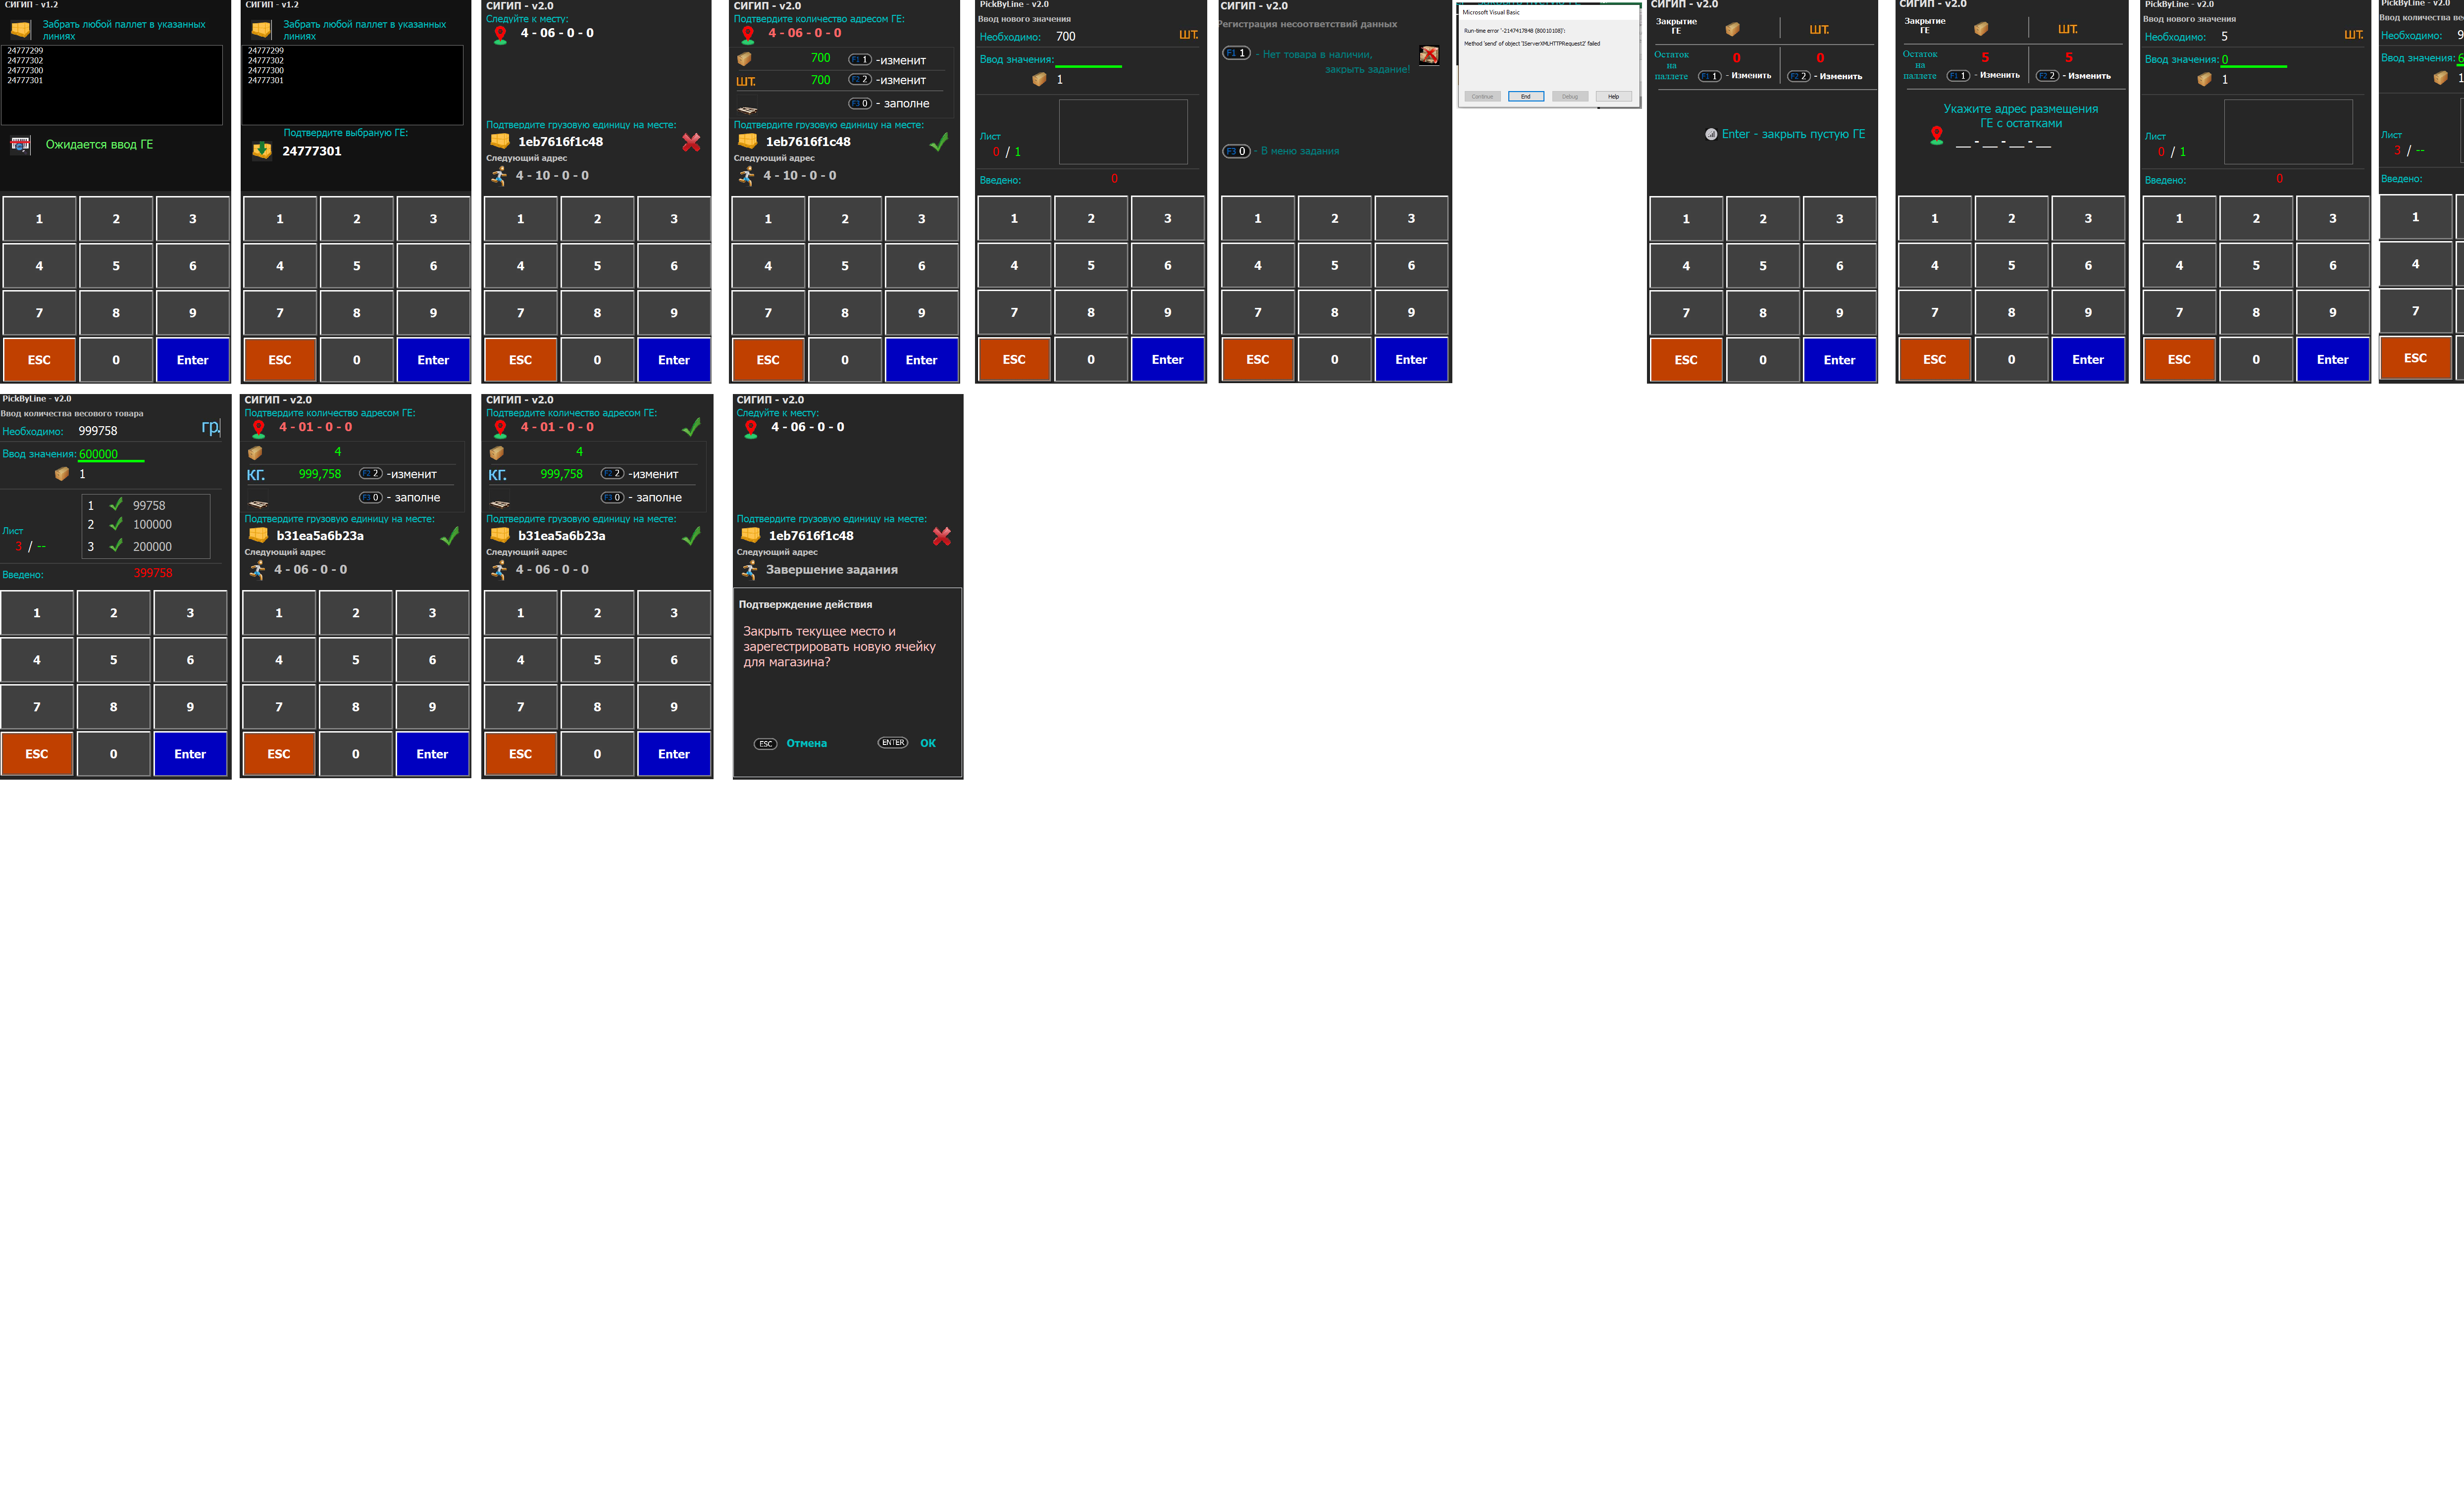 СИГИП - v1.2
Забрать любой паллет в указанных
линиях
24777299
24777302
24777300
24777301
Ожидается ввод ГЕ
1 2 3
4 5 6
7 8 9
ESC 0 Enter
СИГИП - v1.2
Забрать любой паллет в указанных
линиях
24777299
24777302
24777300
24777301
Подтвердите выбраную ГЕ:
24777301
1 2 3
4 5 6
7 8 9
ESC 0 Enter
СИГИП - v2.0
Следуйте к месту:
4 - 06 - 0 - 0
Подтвердите грузовую единицу на месте:
1eb7616f1c48
Следующий адрес
4 - 10 - 0 - 0
1 2 3
4 5 6
7 8 9
ESC 0 Enter
СИГИП - v2.0
Подтвердите количество адресом ГЕ:
4 - 06 - 0 - 0
700 F1 1 -изменит
ШТ. 700 F2 2 -изменит
F3 0 - заполне
Подтвердите грузовую единицу на месте:
1eb7616f1c48
Следующий адрес
4 - 10 - 0 - 0
1 2 3
4 5 6
7 8 9
ESC 0 Enter
PickByLine - v2.0
Ввод нового значения
Необходимо: 700 ШТ.
Ввод значения:
1
Лист
0 / 1
Введено: 0
1 2 3
4 5 6
7 8 9
ESC 0 Enter
СИГИП - v2.0
Регистрация несоответствий данных
F1 1 - Нет товара в наличии,
закрыть задание!
F3 0 - В меню задания
1 2 3
4 5 6
7 8 9
ESC 0 Enter
Microsoft Visual Basic
Run-time error '-2147417848 (80010108)':
Method 'send' of object 'IServerXMLHTTPRequest2' failed
Continue End Debug Help
СИГИП - v2.0
Закрытие
ГЕ ШТ.
Остаток
на
паллете
0 0
F1 1 - Изменить F2 2 - Изменить
Enter - закрыть пустую ГЕ
1 2 3
4 5 6
7 8 9
ESC 0 Enter
СИГИП - v2.0
Закрытие
ГЕ ШТ.
Остаток
на
паллете
5 5
F1 1 - Изменить F2 2 - Изменить
Укажите адрес размещения
ГЕ с остатками
__ - __ - __ - __
1 2 3
4 5 6
7 8 9
ESC 0 Enter
PickByLine - v2.0
Ввод нового значения
Необходимо: 5 ШТ.
Ввод значения: 0
1
Лист
0 / 1
Введено: 0
1 2 3
4 5 6
7 8 9
ESC 0 Enter
PickByLine - v2.0
Ввод количества
Необходимо:
Ввод значения:
Лист
3 / --
Введено:
1
4
7
ESC
PickByLine - v2.0
Ввод количества весового товара
Необходимо: 999758 гр.
Ввод значения: 600000
1
1 99758
2 100000
3 200000
Лист
3 / --
Введено: 399758
1 2 3
4 5 6
7 8 9
ESC 0 Enter
СИГИП - v2.0
Подтвердите количество адресом ГЕ:
4 - 01 - 0 - 0
4
КГ. 999,758 F2 2 -изменит
F3 0 - заполне
Подтвердите грузовую единицу на месте:
b31ea5a6b23a
Следующий адрес
4 - 06 - 0 - 0
1 2 3
4 5 6
7 8 9
ESC 0 Enter
СИГИП - v2.0
Подтвердите количество адресом ГЕ:
4 - 01 - 0 - 0
4
КГ. 999,758 F2 2 -изменит
F3 0 - заполне
Подтвердите грузовую единицу на месте:
b31ea5a6b23a
Следующий адрес
4 - 06 - 0 - 0
1 2 3
4 5 6
7 8 9
ESC 0 Enter
СИГИП - v2.0
Следуйте к месту:
4 - 06 - 0 - 0
Подтвердите грузовую единицу на месте:
1eb7616f1c48
Следующий адрес
Завершение задания
Подтверждение действия
Закрыть текущее место и
зарегестрировать новую ячейку
для магазина?
ESC Отмена ENTER OK